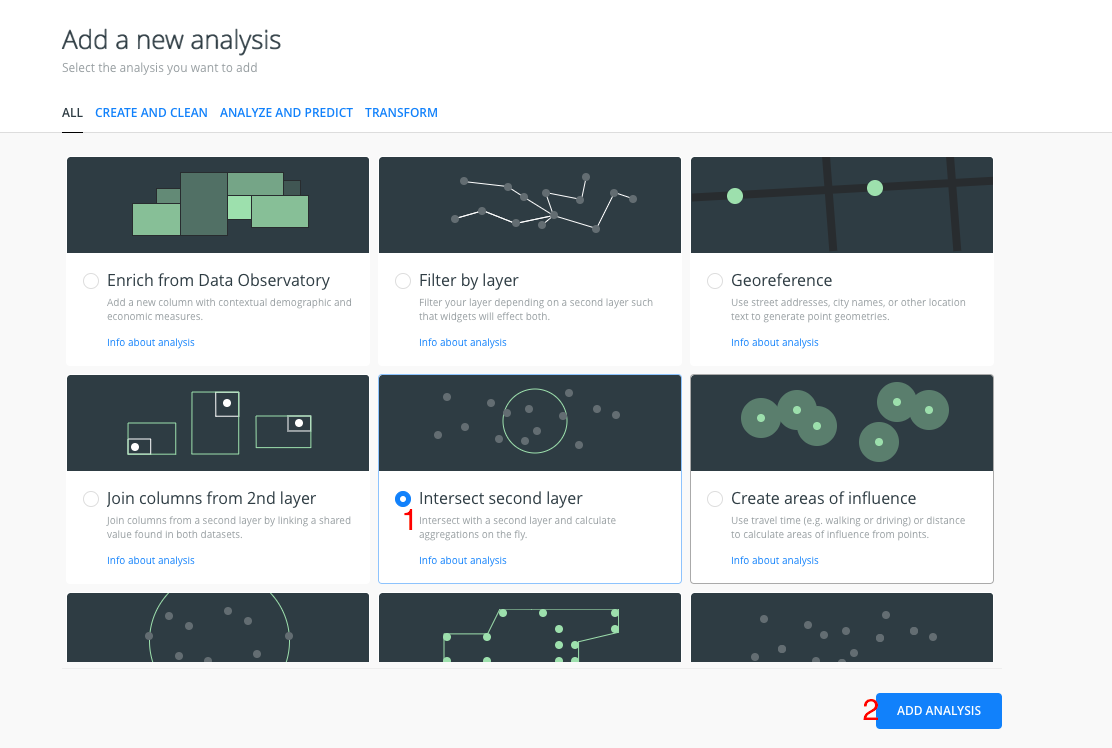 Add a new analysis
Select the analysis you want to add
ALL CREATE AND CLEAN ANALYZE AND PREDICT TRANSFORM
Enrich from Data Observatory
Add a new column with contextual demographic and
economic measures.
Info about analysis
Filter by layer
Filter your layer depending on a second layer such
that widgets will effect both.
Info about analysis
Georeference
Use street addresses, city names, or other location
text to generate point geometries.
Info about analysis
Join columns from 2nd layer
Join columns from a second layer by linking a shared
value found in both datasets.
Info about analysis
Intersect second layer
1
Intersect with a second layer and calculate
aggregations on the fly.
Info about analysis
Create areas of influence
Use travel time (e.g. walking or driving) or distance
to calculate areas of influence from points.
Info about analysis
2 ADD ANALYSIS